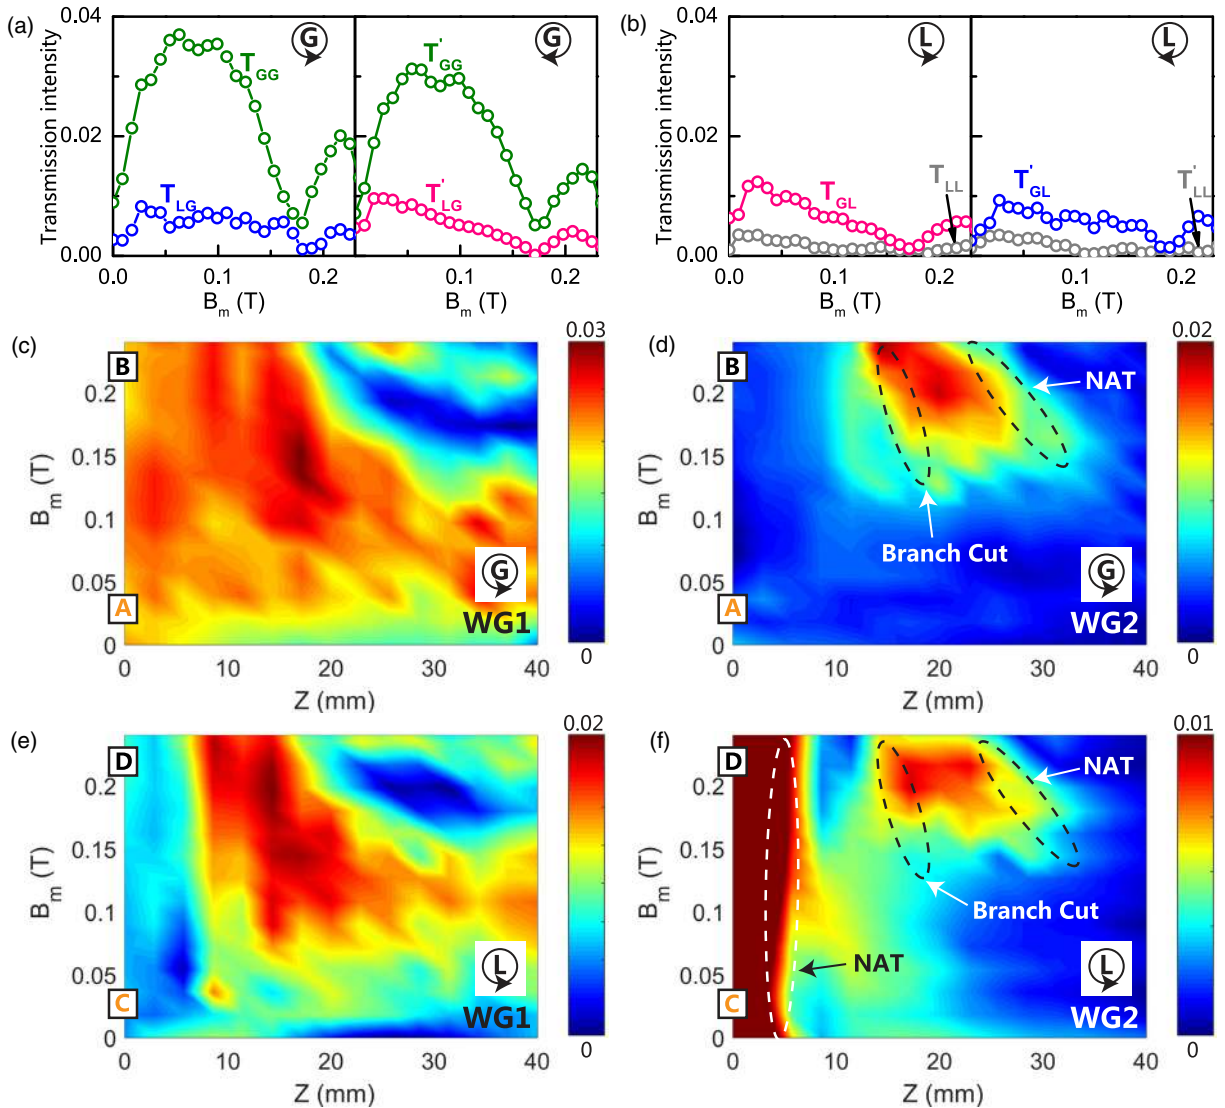 (a)
Transmission intensity
0.04
0.02
0.00
T_GG
T_LG
G
T'_GG
T'_LG
G
0.0 0.1 0.2 0.1 0.2
B_m (T) B_m (T)
(b)
Transmission intensity
0.04
0.02
0.00
L
T_GL
T_LL
L
T'_GL
T'_LL
0.0 0.1 0.2 0.1 0.2
B_m (T) B_m (T)
(c)
B
A
B_m (T)
0.2
0.15
0.1
0.05
0
G
WG1
0 10 20 30 40
Z (mm)
0.03
0
(d)
B
A
B_m (T)
0.2
0.15
0.1
0.05
0
NAT
Branch Cut
G
WG2
0 10 20 30 40
Z (mm)
0.02
0
(e)
D
C
B_m (T)
0.2
0.15
0.1
0.05
0
L
WG1
0 10 20 30 40
Z (mm)
0.02
0
(f)
D
C
B_m (T)
0.2
0.15
0.1
0.05
0
NAT
Branch Cut
NAT
L
WG2
0 10 20 30 40
Z (mm)
0.01
0